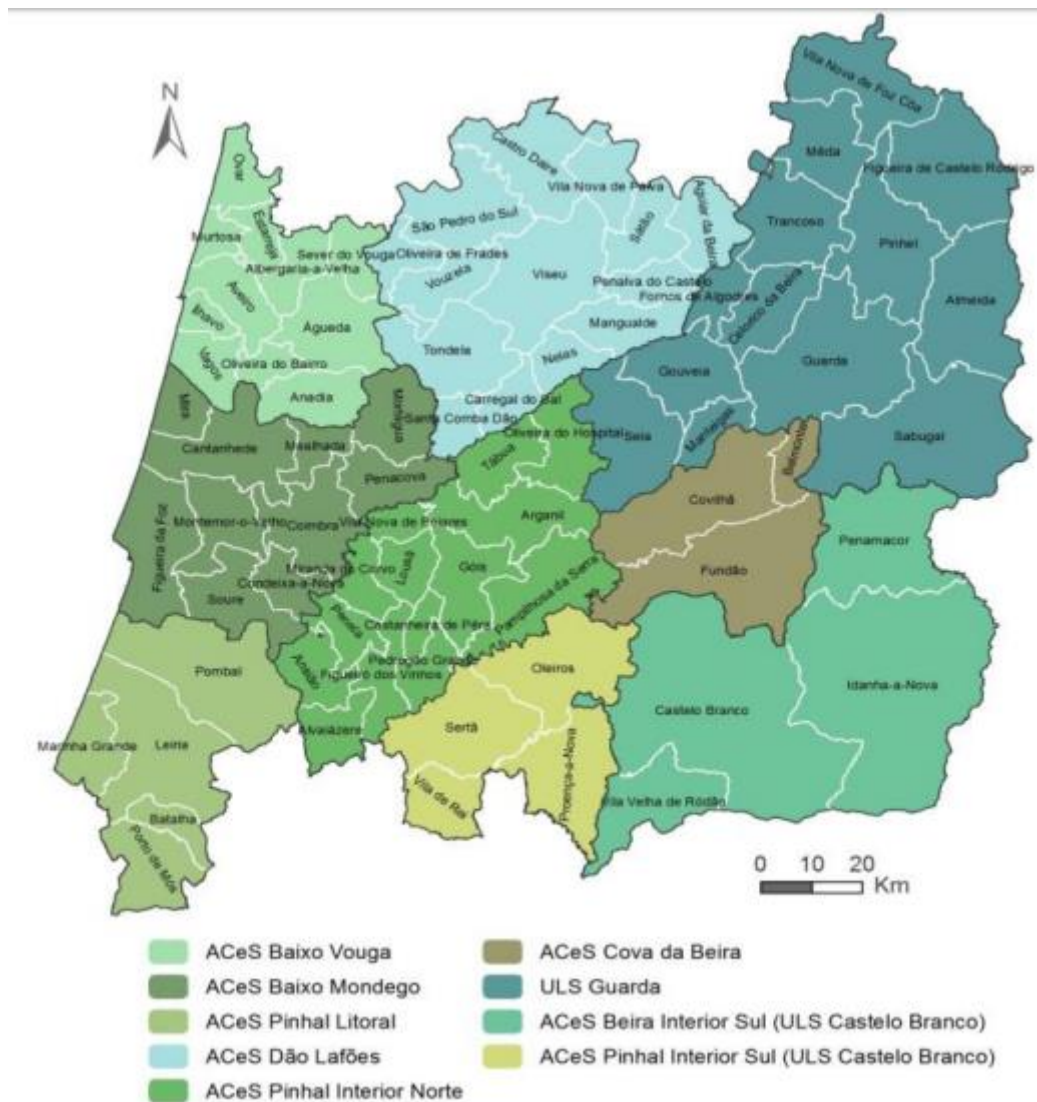 N
Vila Nova de Foz Côa
Ovar
Castro Daire
Mêda
Figueira de Castelo Rodrigo
Vila Nova de Paiva
Aguiar da Beira
São Pedro do Sul
Sátão
Trancoso
Murtosa
Estarreja
Sever do Vouga
Oliveira de Frades
Pinhel
Albergaria-a-Velha
Vouzela
Viseu
Penalva do Castelo
Fornos de Algodres
Celorico da Beira
Almeida
Aveiro
Ílhavo
Águeda
Mangualde
Tondela
Nelas
Guarda
Vagos
Oliveira do Bairro
Gouveia
Anadia
Carregal do Sal
Mira
Mortágua
Santa Comba Dão
Oliveira do Hospital
Seia
Manteigas
Belmonte
Sabugal
Cantanhede
Mealhada
Tábua
Penacova
Covilhã
Figueira da Foz
Montemor-o-Velho
Coimbra
Vila Nova de Poiares
Arganil
Penamacor
Miranda do Corvo
Lousã
Góis
Condeixa-a-Nova
Fundão
Soure
Pampilhosa da Serra
Penela
Castanheira de Pêra
Pombal
Ansião
Pedrógão Grande
Oleiros
Figueiró dos Vinhos
Idanha-a-Nova
Castelo Branco
Marinha Grande
Leiria
Alvaiázere
Sertã
Proença-a-Nova
Vila de Rei
Vila Velha de Ródão
Batalha
Porto de Mós
0 10 20
Km
ACeS Baixo Vouga
ACeS Baixo Mondego
ACeS Pinhal Litoral
ACeS Dão Lafões
ACeS Pinhal Interior Norte
ACeS Cova da Beira
ULS Guarda
ACeS Beira Interior Sul (ULS Castelo Branco)
ACeS Pinhal Interior Sul (ULS Castelo Branco)